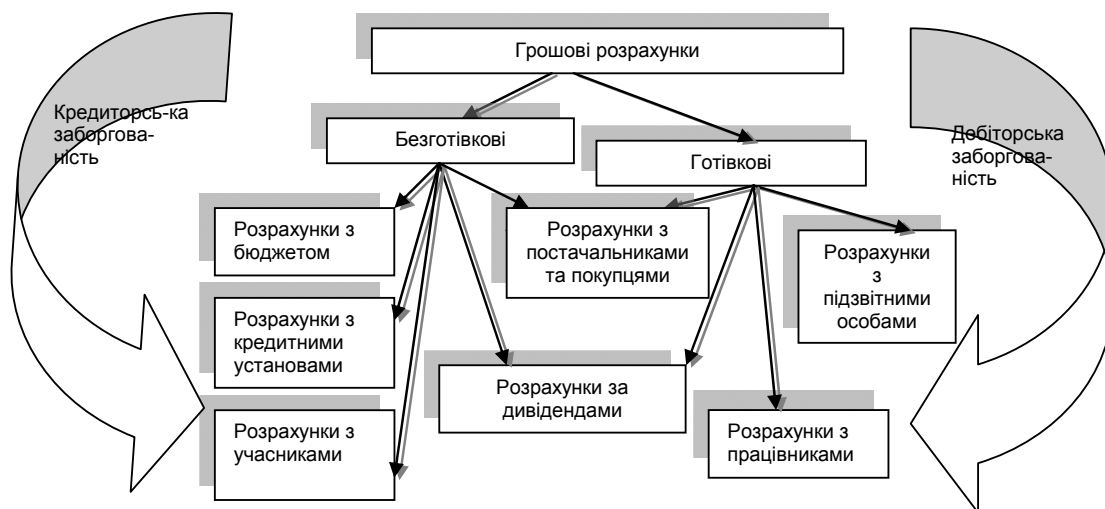 Грошові розрахунки
Кредиторсь-ка
заборгова-
ність
Безготівкові
Готівкові
Дебіторська
заборгова-
ність
Розрахунки з
бюджетом
Розрахунки з
постачальниками
та покупцями
Розрахунки
з
підзвітними
особами
Розрахунки з
кредитними
установами
Розрахунки за
дивідендами
Розрахунки з
учасниками
Розрахунки з
працівниками